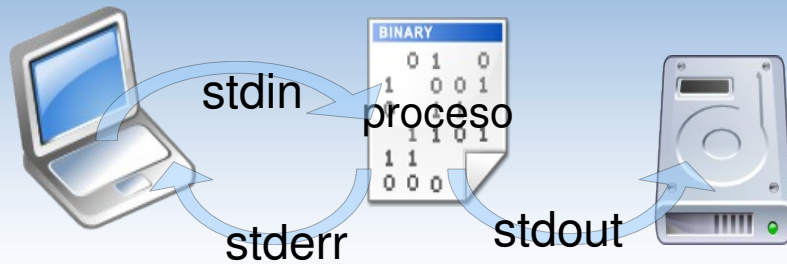 BINARY
0 1 0
1 0 0 1
stdin
proceso
1 1 0 1
1 1
0 0 0
stderr
stdout